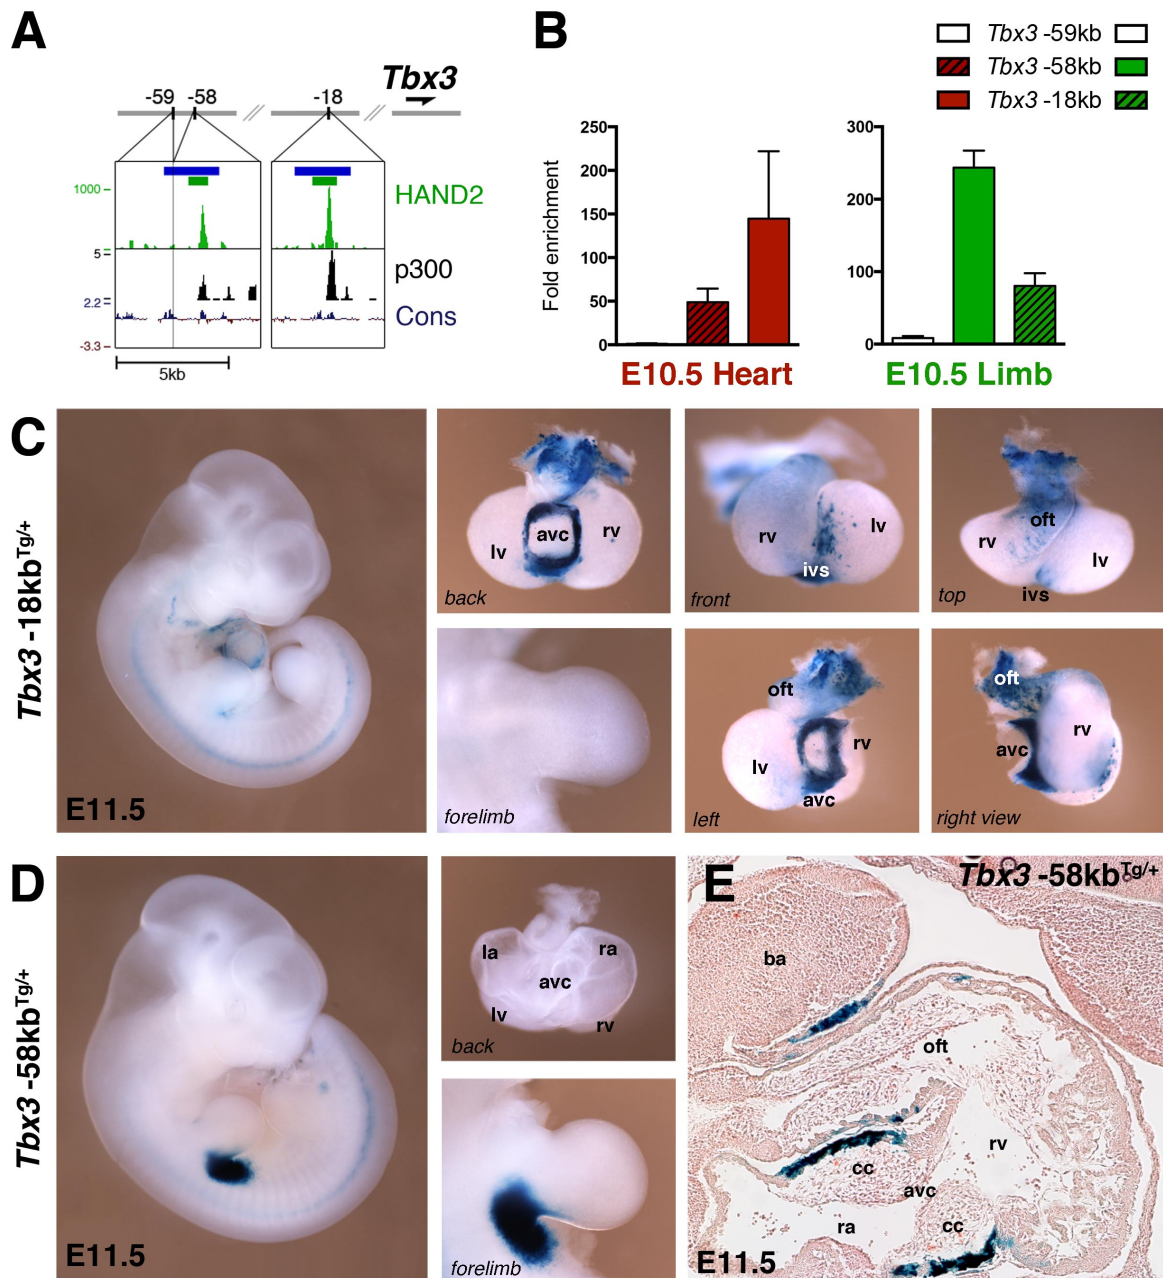 A
Tbx3
-59
-58
-18
1000
HAND2
5
p300
2.2
Cons
-3.3
5kb
B
Tbx3 -59kb
Tbx3 -58kb
Tbx3 -18kb
Fold enrichment
250
200
150
100
50
0
E10.5 Heart
300
200
100
0
E10.5 Limb
C
Tbx3 -18kbTg/+
E11.5
avc
lv
rv
back
rv
lv
ivs
front
oft
rv
lv
ivs
top
forelimb
oft
rv
lv
avc
left
oft
rv
avc
right view
D
Tbx3 -58kbTg/+
E11.5
la
ra
avc
lv
rv
back
forelimb
E
Tbx3 -58kbTg/+
ba
oft
rv
cc
avc
ra
cc
E11.5